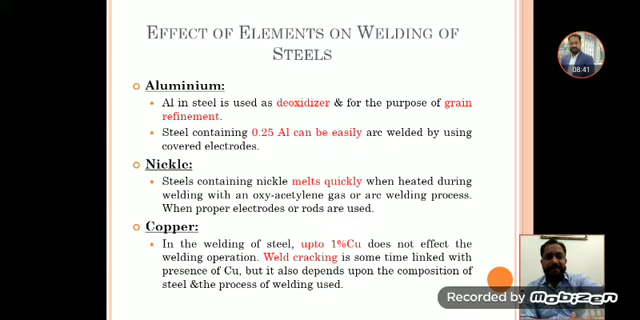 EFFECT OF ELEMENTS ON WELDING OF
STEELS
08:41
Aluminium:
Al in steel is used as deoxidizer & for the purpose of grain
refinement.
Steel containing 0.25 Al can be easily arc welded by using
covered electrodes.
Nickle:
Steels containing nickle melts quickly when heated during
welding with an oxy-acetylene gas or arc welding process.
When proper electrodes or rods are used.
Copper:
In the welding of steel, upto 1%Cu does not effect the
welding operation. Weld cracking is some time linked with
presence of Cu, but it also depends upon the composition of
steel &the process of welding used.
Recorded by mobizen